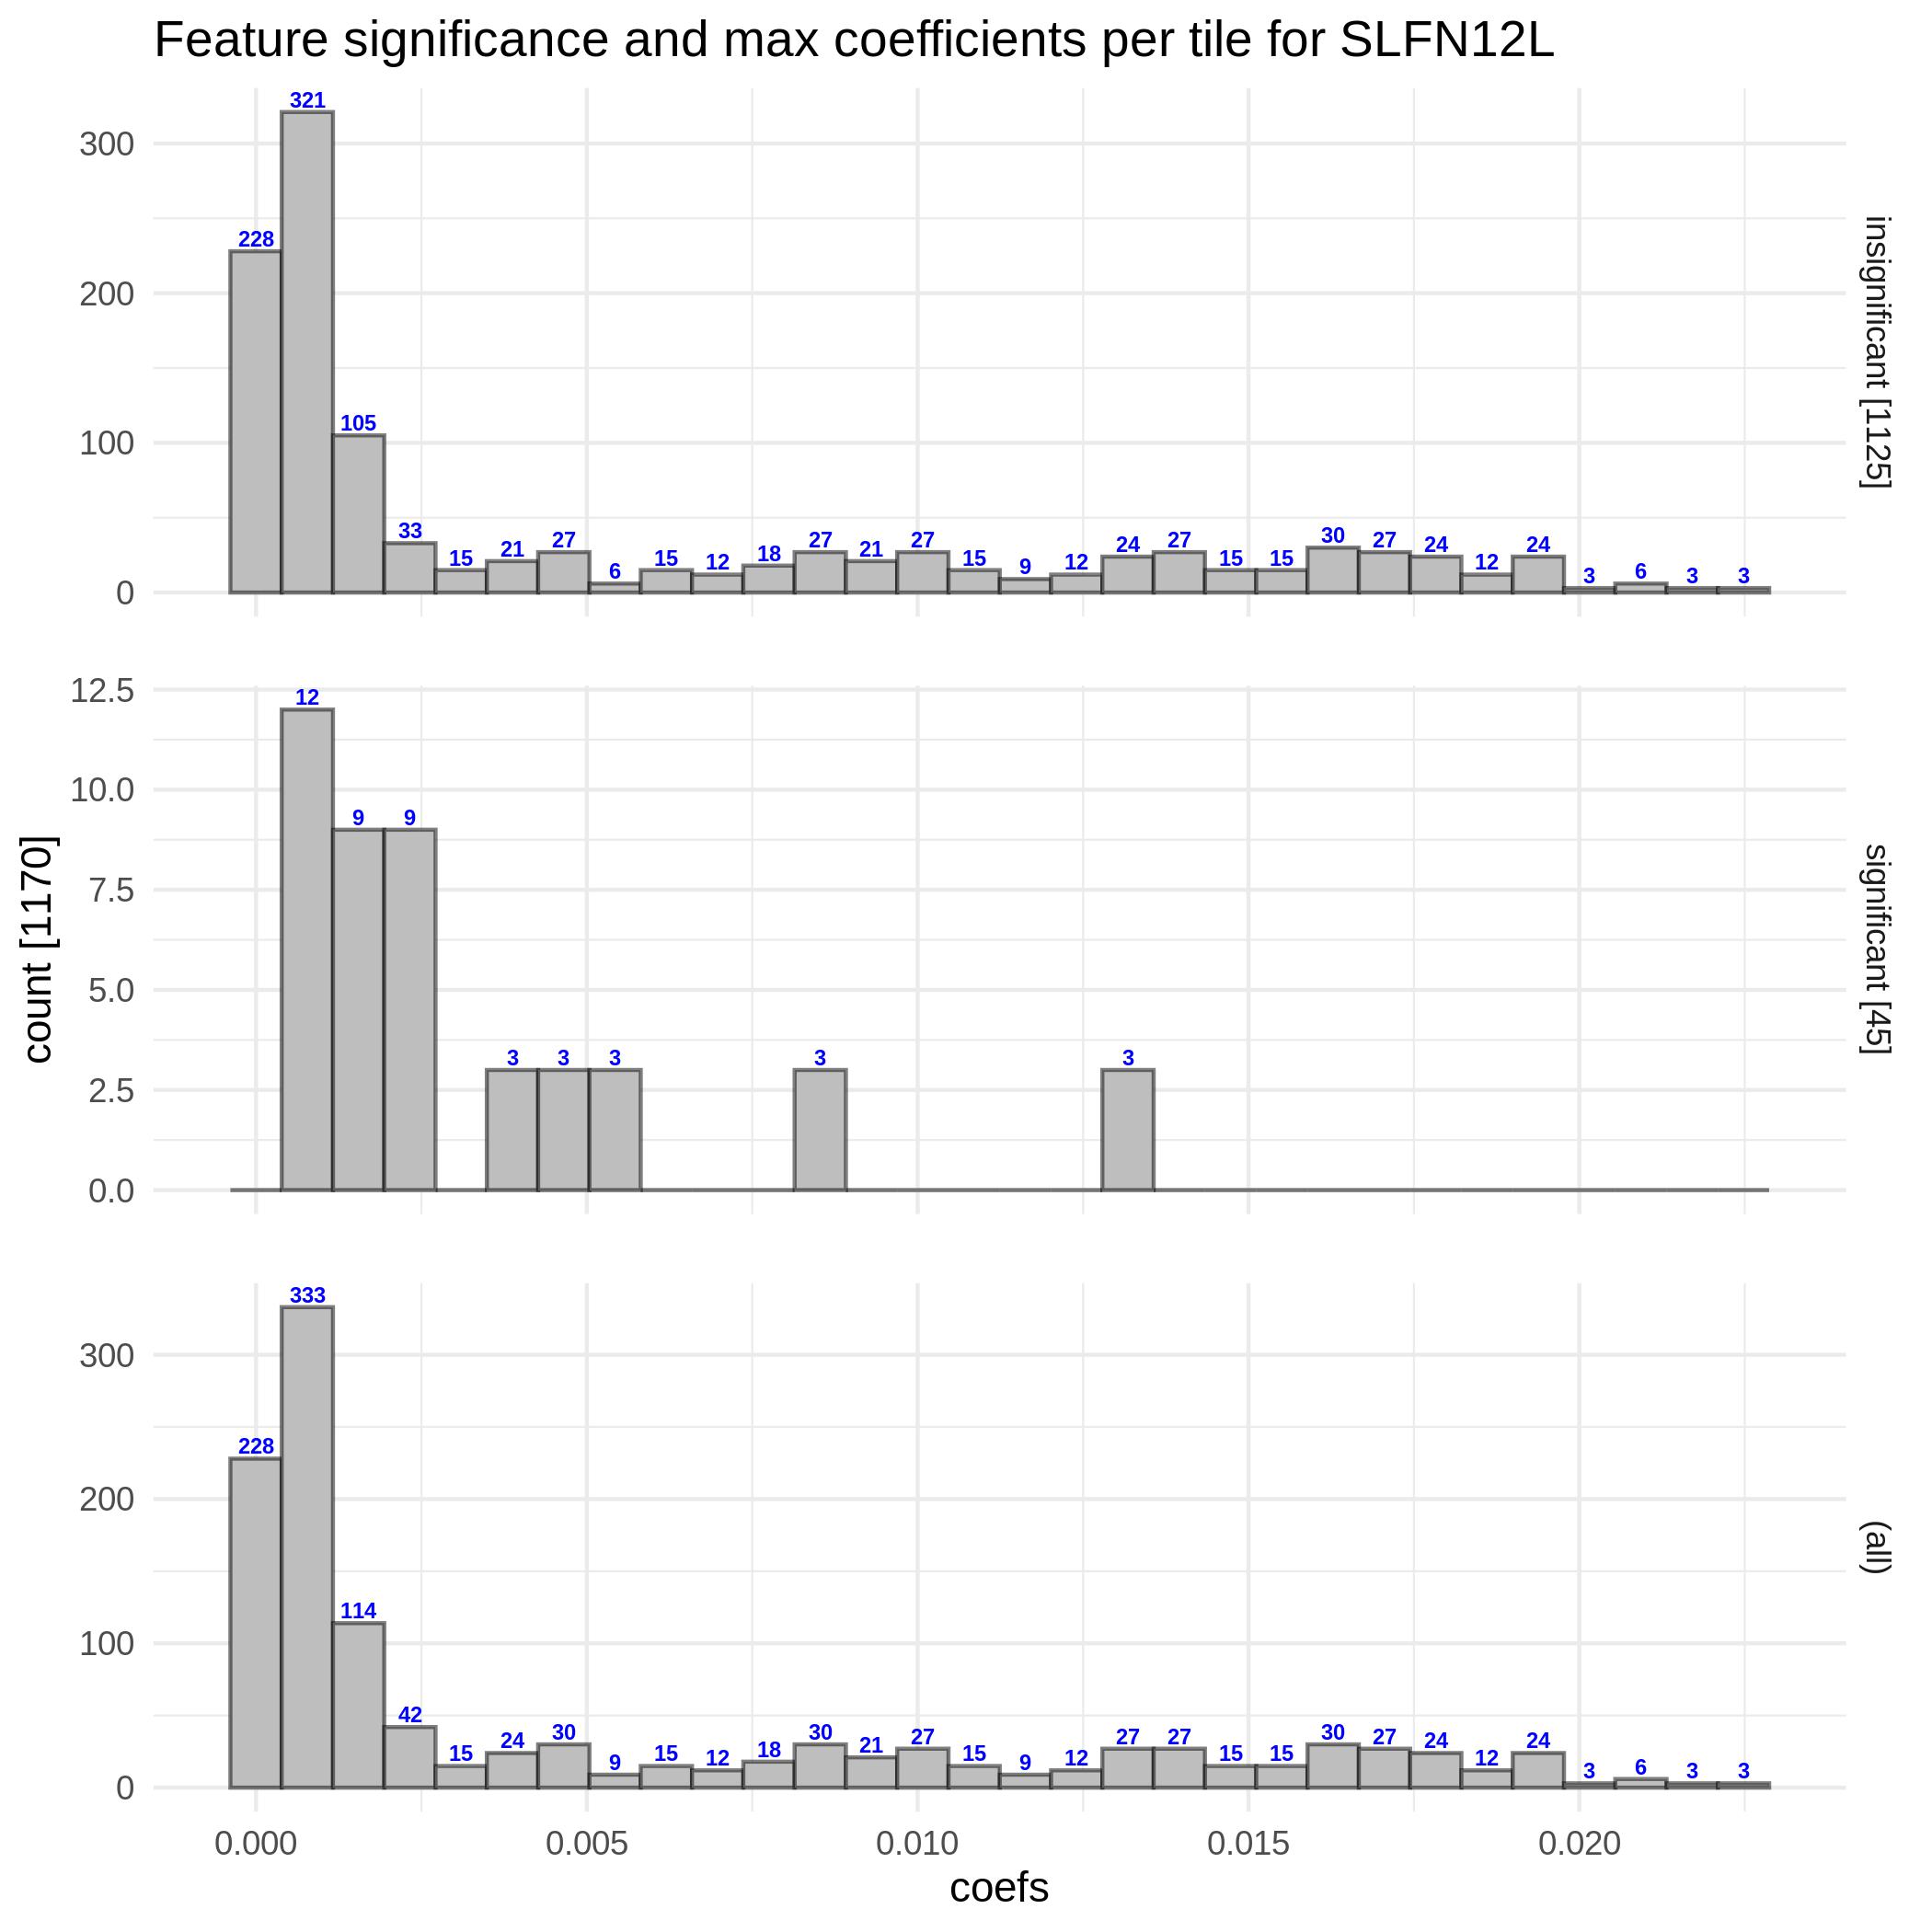 Feature significance and max coefficients per tile for SLFN12L
321
300
228
200
105
100
33 15 21 27 6 15 12 18 27 21 27 15 9 12 24 27 15 15 30 27 24 12 24 3 6 3 3
0
insignificant [1125]
12.5
12
10.0
9 9
7.5
5.0
3 3 3 3 3
2.5
0.0
significant [45]
count [1170]
333
300
228
200
114
100
42 15 24 30 9 15 12 18 30 21 27 15 9 12 27 27 15 15 30 27 24 12 24 3 6 3 3
0
(all)
0.000 0.005 0.010 0.015 0.020
coefs